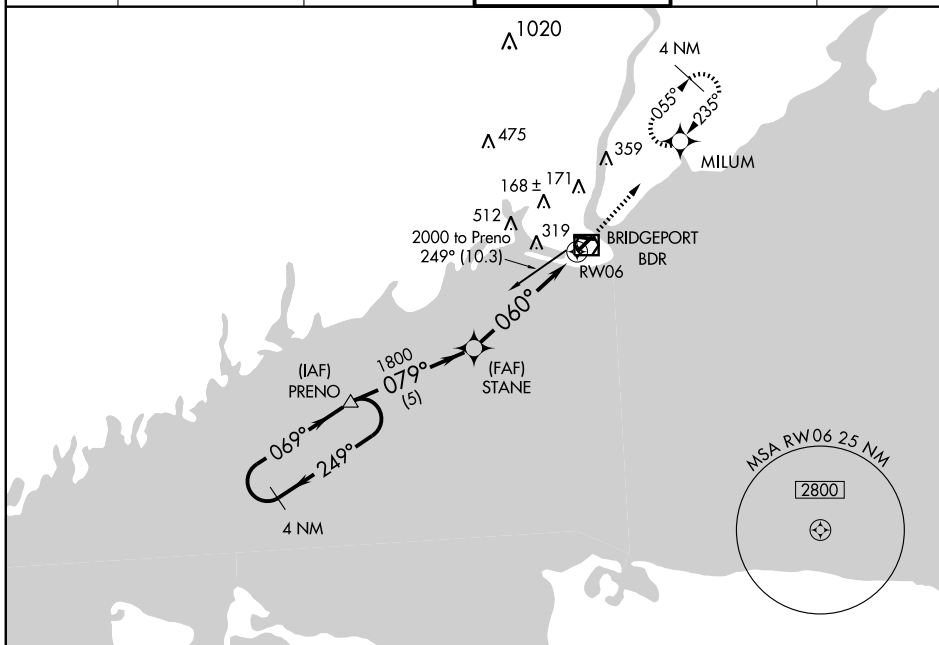 1020
4 NM
055°
235°
475
359
MILUM
168 ±
171
512
319
2000 to Preno
249° (10.3)
BRIDGEPORT
BDR
RW06
060°
(IAF)
PRENO
1800
079°
(5)
(FAF)
STANE
069°
249°
4 NM
MSA RW06 25 NM
2800